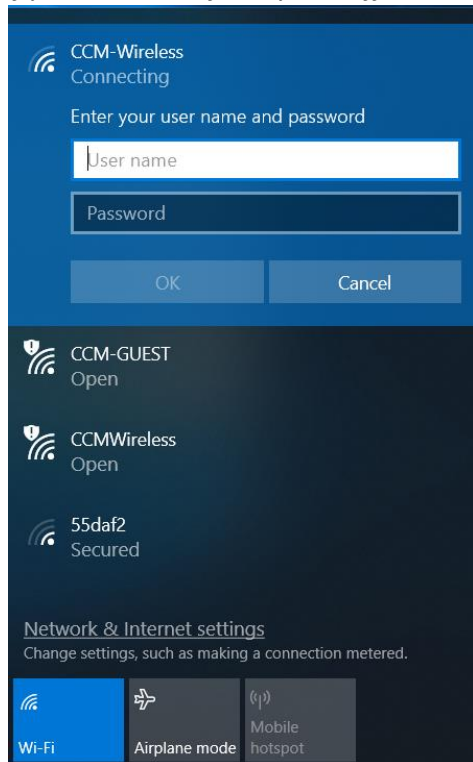 CCM-Wireless
Connecting
Enter your user name and password
User name
Password
OK
Cancel
CCM-GUEST
Open
CCMWireless
Open
55daf2
Secured
Network & Internet settings
Change settings, such as making a connection metered.
Wi-Fi
Airplane mode
Mobile
hotspot